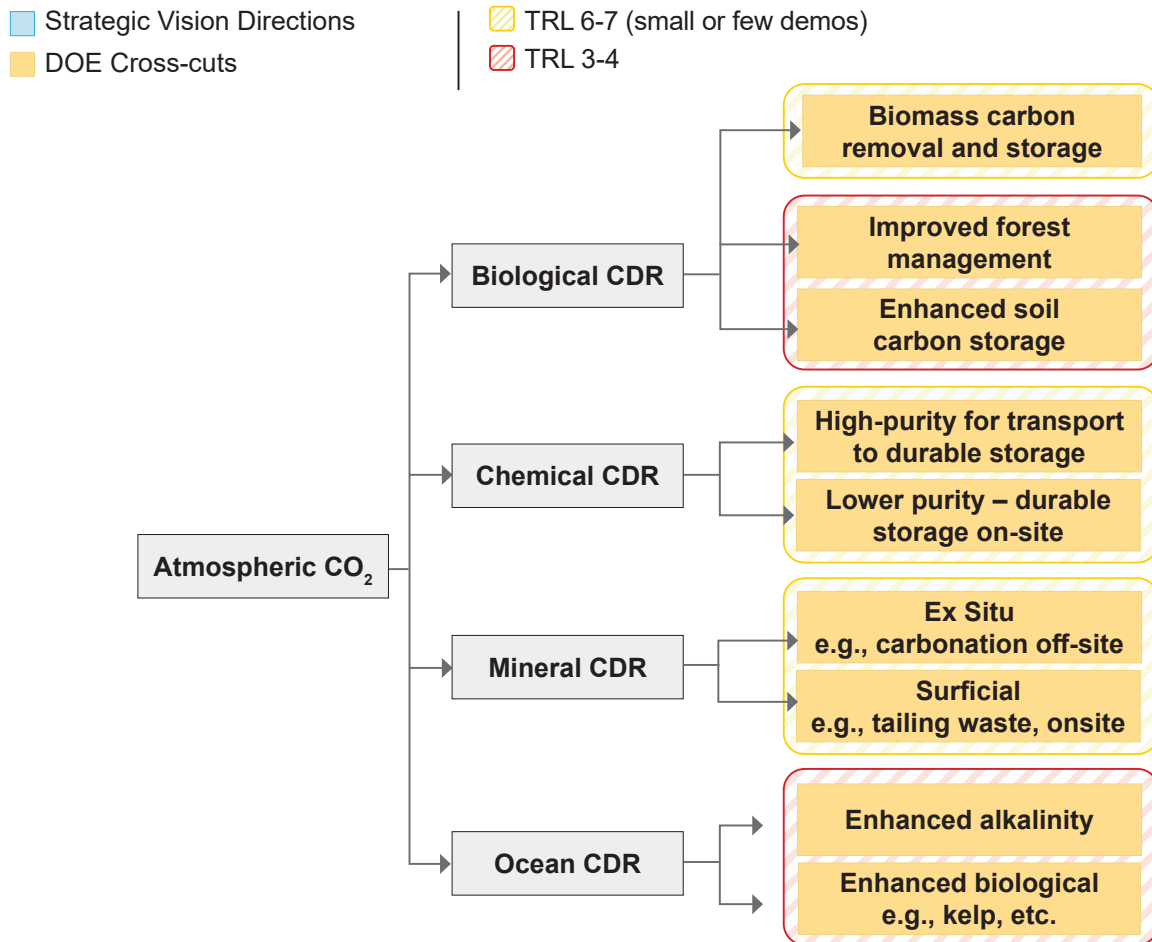 Strategic Vision Directions
DOE Cross-cuts
TRL 6-7 (small or few demos)
TRL 3-4
Atmospheric CO₂
Biological CDR
Biomass carbon
removal and storage
Improved forest
management
Enhanced soil
carbon storage
Chemical CDR
High-purity for transport
to durable storage
Lower purity – durable
storage on-site
Mineral CDR
Ex Situ
e.g., carbonation off-site
Surficial
e.g., tailing waste, onsite
Ocean CDR
Enhanced alkalinity
Enhanced biological
e.g., kelp, etc.